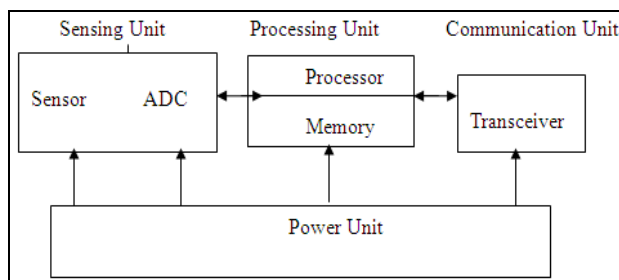 Sensing Unit Processing Unit Communication Unit
Processor
Sensor ADC
Memory Transceiver
Power Unit